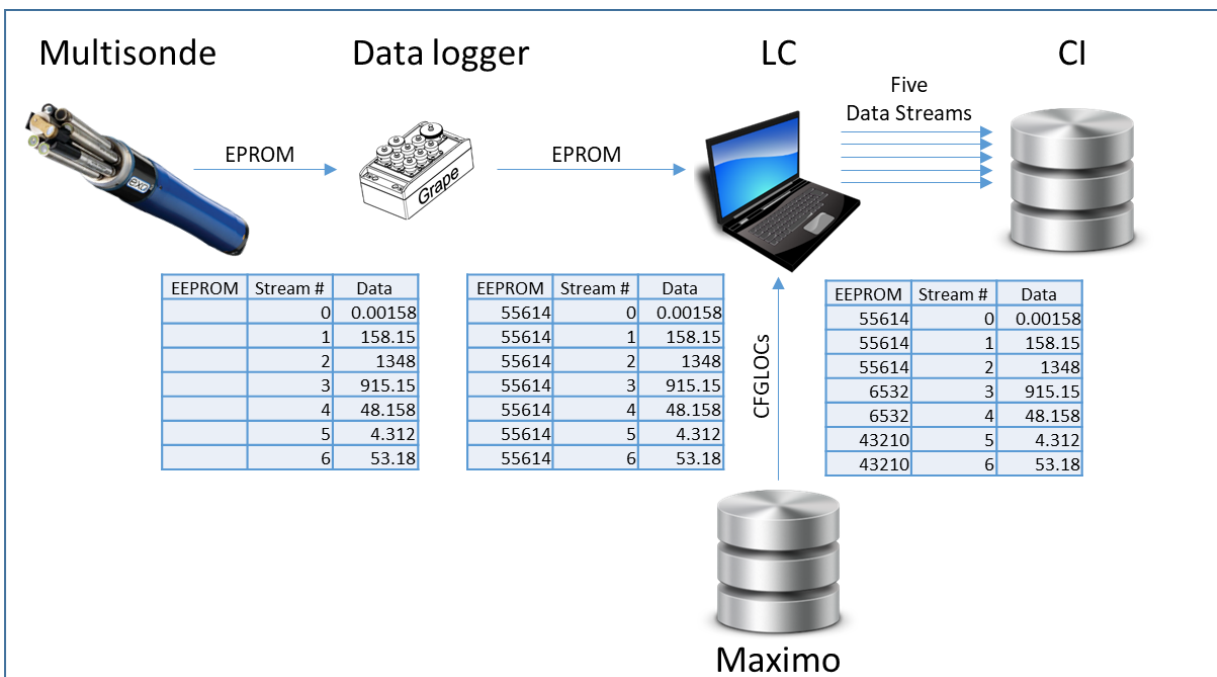 Multisonde
Data logger
LC
CI
Five
Data Streams
EPROM
EPROM
EXO
Grape
EEPROM Stream # Data
0 0.00158
1 158.15
2 1348
3 915.15
4 48.158
5 4.312
6 53.18
EEPROM Stream # Data
55614 0 0.00158
55614 1 158.15
55614 2 1348
55614 3 915.15
55614 4 48.158
55614 5 4.312
55614 6 53.18
CFGLOCs
EEPROM Stream # Data
55614 0 0.00158
55614 1 158.15
55614 2 1348
6532 3 915.15
6532 4 48.158
43210 5 4.312
43210 6 53.18
Maximo